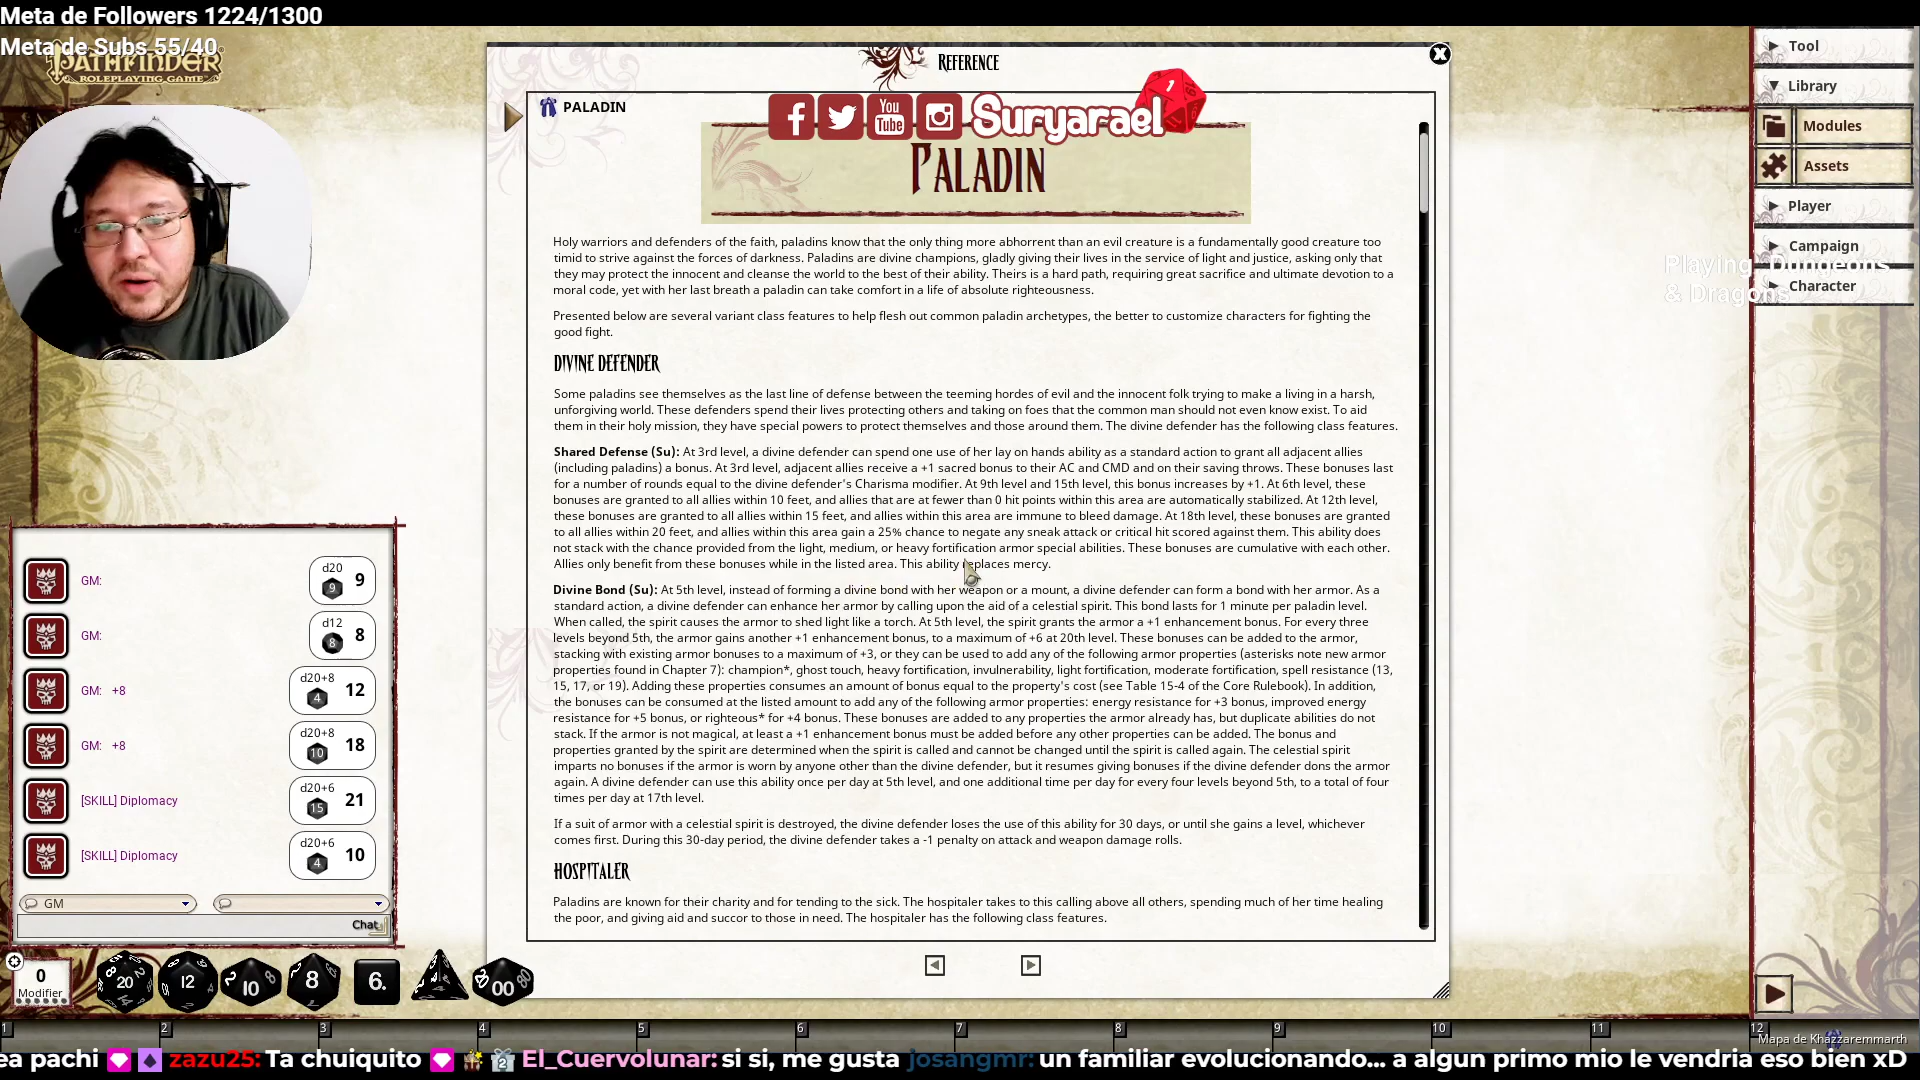 Meta de Followers 1224/1300
Meta de Subs 55/40
PATHFINDER
ROLEPLAYING GAME
REFERENCE
PALADIN
You
Tube
Suryarael
1
PALADIN
Holy warriors and defenders of the faith, paladins know that the only thing more abhorrent than an evil creature is a fundamentally good creature too
timid to strive against the forces of darkness. Paladins are divine champions, gladly giving their lives in the service of light and justice, asking only that
they may protect the innocent and cleanse the world to the best of their ability. Theirs is a hard path, requiring great sacrifice and ultimate devotion to a
moral code, yet with her last breath a paladin can take comfort in a life of absolute righteousness.
Presented below are several variant class features to help flesh out common paladin archetypes, the better to customize characters for fighting the
good fight.
DIVINE DEFENDER
Some paladins see themselves as the last line of defense between the teeming hordes of evil and the innocent folk trying to make a living in a harsh,
unforgiving world. These defenders spend their lives protecting others and taking on foes that the common man should not even know exist. To aid
them in their holy mission, they have special powers to protect themselves and those around them. The divine defender has the following class features.
Shared Defense (Su): At 3rd level, a divine defender can spend one use of her lay on hands ability as a standard action to grant all adjacent allies
(including paladins) a bonus. At 3rd level, adjacent allies receive a +1 sacred bonus to their AC and CMD and on their saving throws. These bonuses last
for a number of rounds equal to the divine defender's Charisma modifier. At 9th level and 15th level, this bonus increases by +1. At 6th level, these
bonuses are granted to all allies within 10 feet, and allies that are at fewer than 0 hit points within this area are automatically stabilized. At 12th level,
these bonuses are granted to all allies within 15 feet, and allies within this area are immune to bleed damage. At 18th level, these bonuses are granted
to all allies within 20 feet, and allies within this area gain a 25% chance to negate any sneak attack or critical hit scored against them. This ability does
not stack with the chance provided from the light, medium, or heavy fortification armor special abilities. These bonuses are cumulative with each other.
Allies only benefit from these bonuses while in the listed area. This ability replaces mercy.
Divine Bond (Su): At 5th level, instead of forming a divine bond with her weapon or a mount, a divine defender can form a bond with her armor. As a
standard action, a divine defender can enhance her armor by calling upon the aid of a celestial spirit. This bond lasts for 1 minute per paladin level.
When called, the spirit causes the armor to shed light like a torch. At 5th level, the spirit grants the armor a +1 enhancement bonus. For every three
levels beyond 5th, the armor gains another +1 enhancement bonus, to a maximum of +6 at 20th level. These bonuses can be added to the armor,
stacking with existing armor bonuses to a maximum of +3, or they can be used to add any of the following armor properties (asterisks note new armor
properties found in Chapter 7): champion*, ghost touch, heavy fortification, invulnerability, light fortification, moderate fortification, spell resistance (13,
15, 17, or 19). Adding these properties consumes an amount of bonus equal to the property's cost (see Table 15-4 of the Core Rulebook). In addition,
the bonuses can be consumed at the listed amount to add any of the following armor properties: energy resistance for +3 bonus, improved energy
resistance for +5 bonus, or righteous* for +4 bonus. These bonuses are added to any properties the armor already has, but duplicate abilities do not
stack. If the armor is not magical, at least a +1 enhancement bonus must be added before any other properties can be added. The bonus and
properties granted by the spirit are determined when the spirit is called and cannot be changed until the spirit is called again. The celestial spirit
imparts no bonuses if the armor is worn by anyone other than the divine defender, but it resumes giving bonuses if the divine defender dons the armor
again. A divine defender can use this ability once per day at 5th level, and one additional time per day for every four levels beyond 5th, to a total of four
times per day at 17th level.
If a suit of armor with a celestial spirit is destroyed, the divine defender loses the use of this ability for 30 days, or until she gains a level, whichever
comes first. During this 30-day period, the divine defender takes a -1 penalty on attack and weapon damage rolls.
HOSPITALER
Paladins are known for their charity and for tending to the sick. The hospitaler takes to this calling above all others, spending much of her time healing
the poor, and giving aid and succor to those in need. The hospitaler has the following class features.
Tool
Library
Modules
Assets
Player
Campaign
Playing Dungeons
& Dragons
Character
GM: d20 9 9
GM: d12 8 8
GM: +8 d20+8 4 12
GM: +8 d20+8 10 18
[SKILL] Diplomacy d20+6 15 21
[SKILL] Diplomacy d20+6 4 10
GM
Chat
0
Modifier
20 12 10 8 6. 00
1 2 3 4 5 6 7 8 9 10 11 12
Mapa de Khazzaremmarth
ea pachi zazu25: Ta chuiquito 2 El_Cuervolunar: si si, me gusta josangmr: un familiar evolucionando... a algun primo mio le vendria eso bien xD